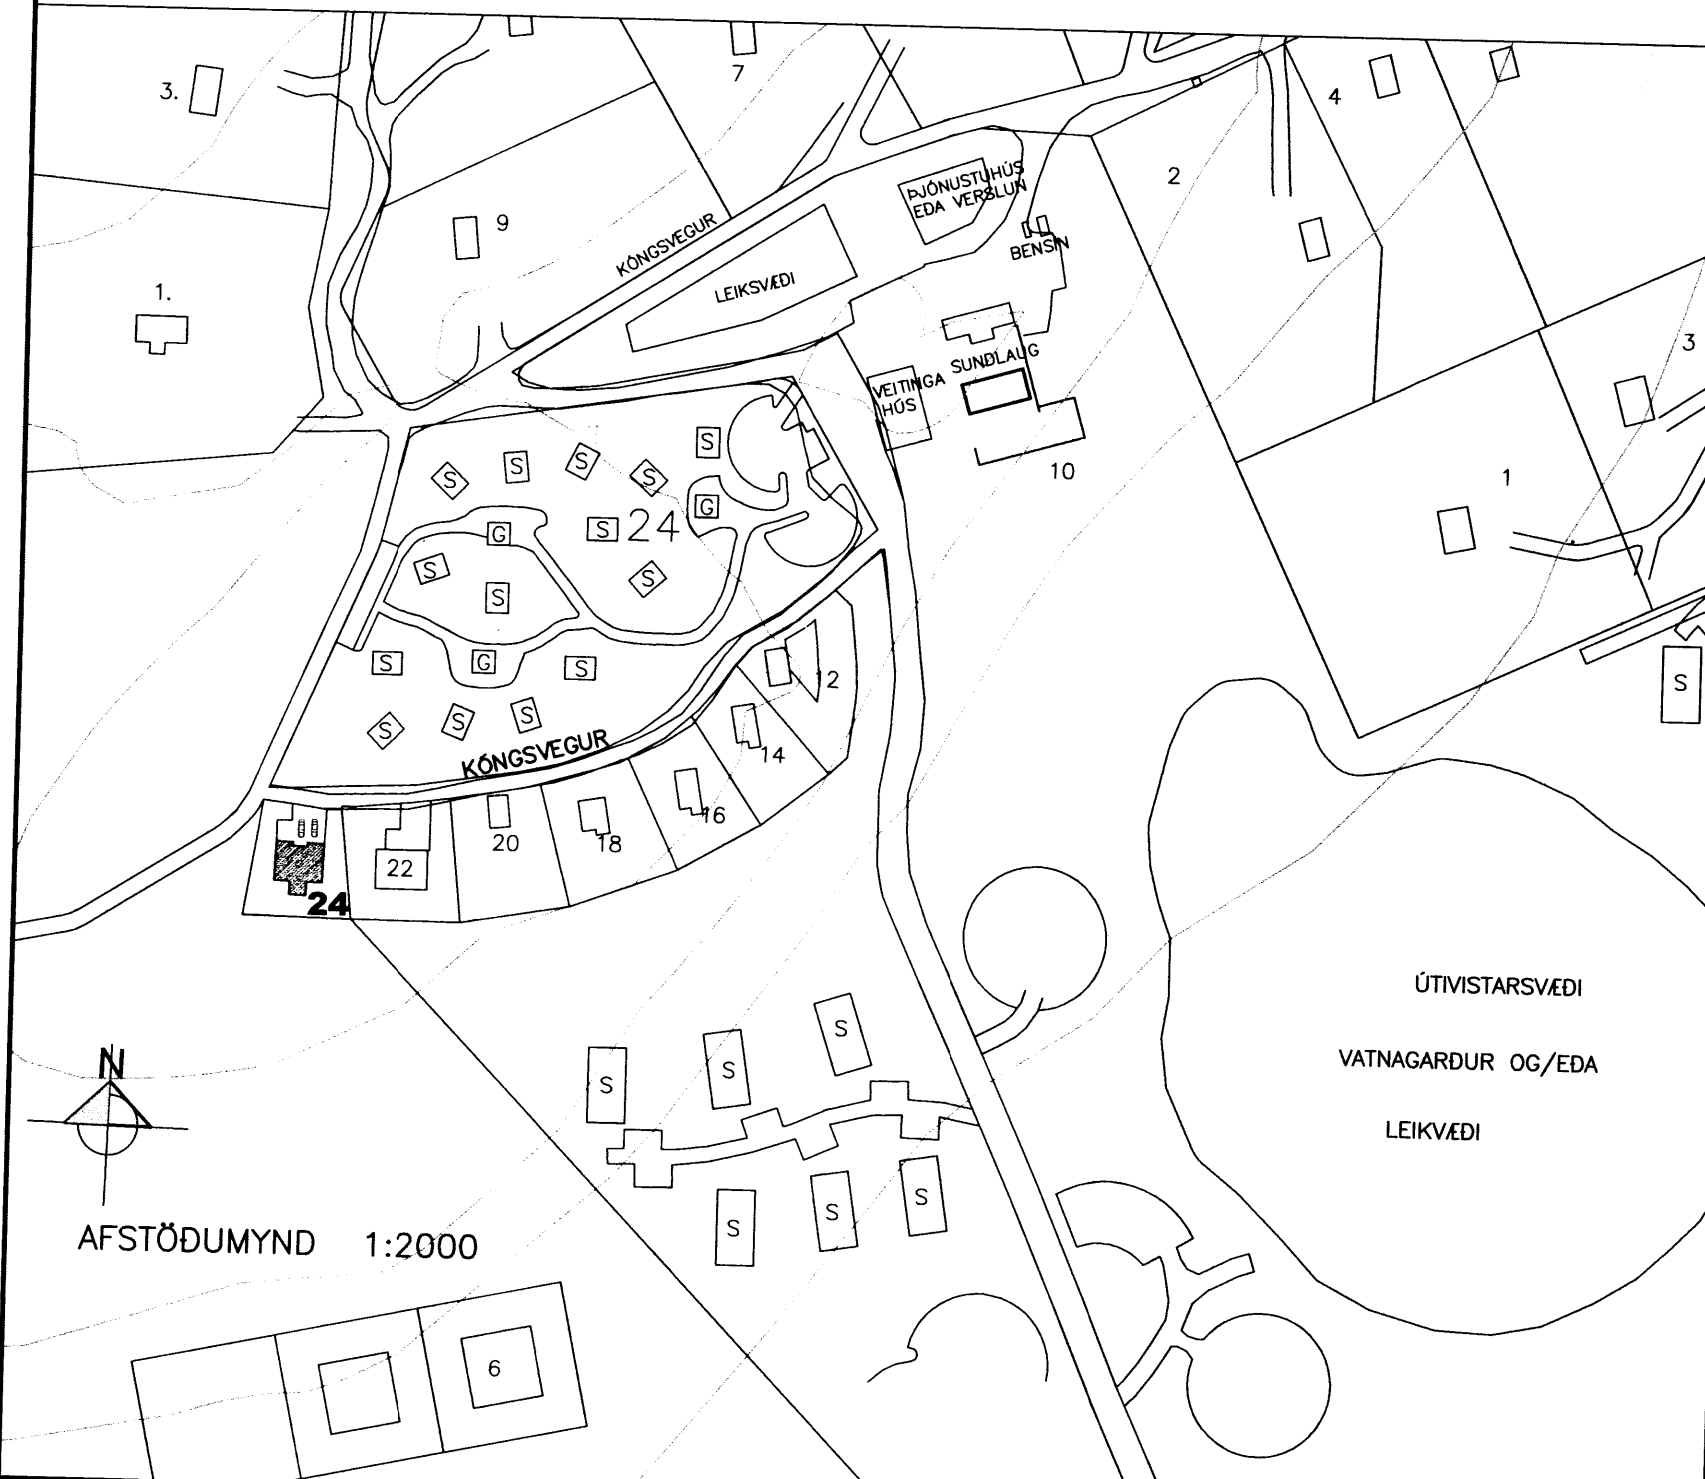 3.
7
4
2
ÞJÓNUSTUHÚS
EÐA VERSLUN
9
KÓNGSVEGUR
BENSÍN
LEIKSVÆÐI
1.
3
SUNDLAUG
VEITINGA
HÚS
10
1
S
S
S
S
S
G
G
S
24
S
S
S
S
G
S
S
S
S
S
12
KÓNGSVEGUR
14
16
18
20
22
24
ÚTIVISTARSVÆÐI
VATNAGARÐUR OG/EÐA
LEIKVÆÐI
S
S
S
N
S
S
S
AFSTÖÐUMYND 1:2000
6